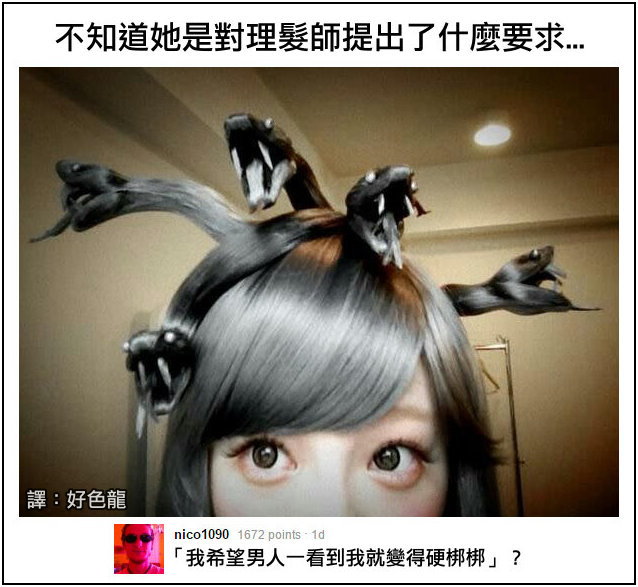 不知道她是對理髮師提出了什麼要求...
譯：好色龍
nico1090 1672 points · 1d
「我希望男人一看到我就變得硬梆梆」？